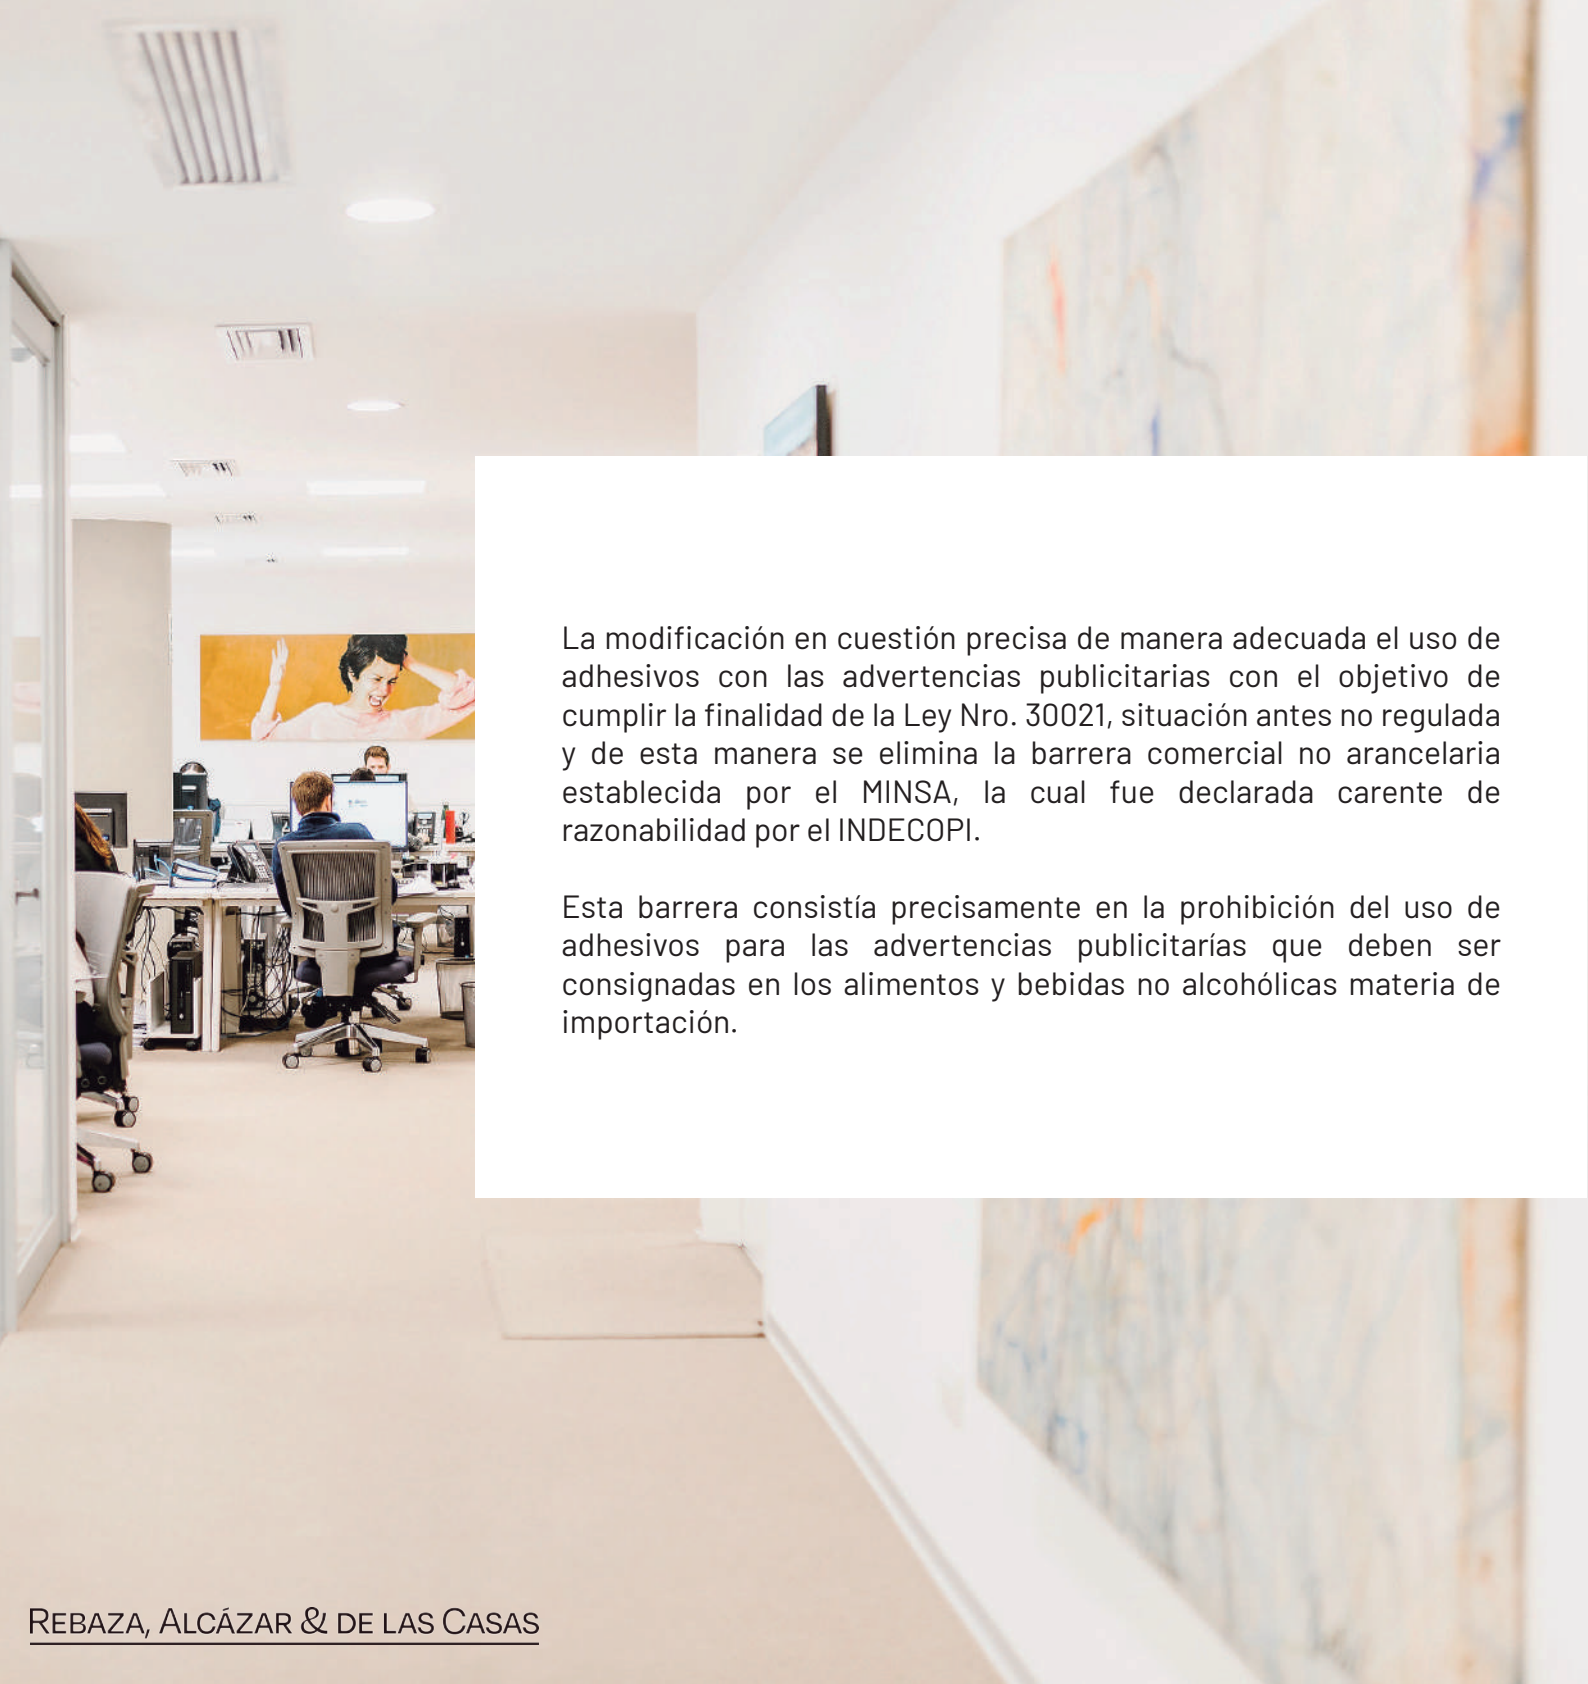 La modificación en cuestión precisa de manera adecuada el uso de
adhesivos con las advertencias publicitarias con el objetivo de
cumplir la finalidad de la Ley Nro. 30021, situación antes no regulada
y de esta manera se elimina la barrera comercial no arancelaria
establecida por el MINSA, la cual fue declarada carente de
razonabilidad por el INDECOPI.
Esta barrera consistía precisamente en la prohibición del uso de
adhesivos para las advertencias publicitarías que deben ser
consignadas en los alimentos y bebidas no alcohólicas materia de
importación.
REBAZA, ALCÁZAR & DE LAS CASAS